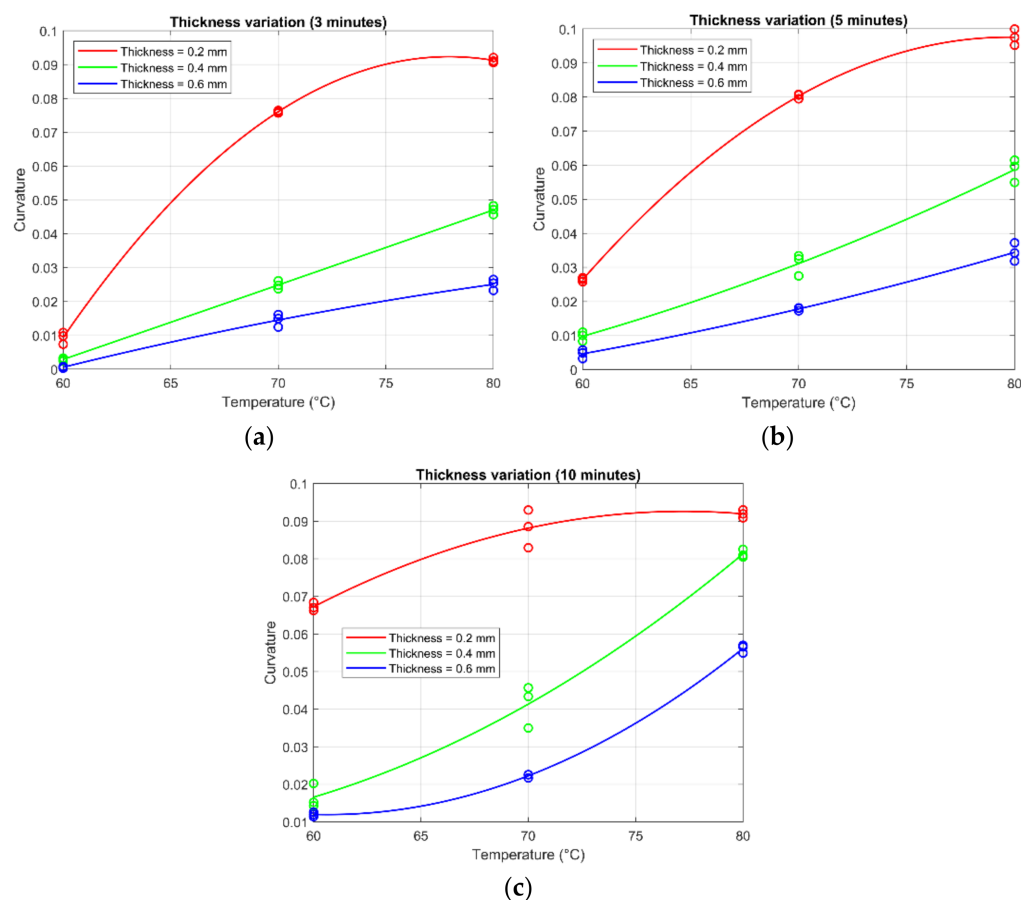 Thickness variation (3 minutes)
0.1
0.09
0.08
0.07
0.06
0.05
0.04
0.03
0.02
0.01
0
Curvature
Thickness = 0.2 mm
Thickness = 0.4 mm
Thickness = 0.6 mm
60 65 70 75 80
Temperature (°C)
(a)
Thickness variation (5 minutes)
0.1
0.09
0.08
0.07
0.06
0.05
0.04
0.03
0.02
0.01
0
Curvature
Thickness = 0.2 mm
Thickness = 0.4 mm
Thickness = 0.6 mm
60 65 70 75 80
Temperature (°C)
(b)
Thickness variation (10 minutes)
0.1
0.09
0.08
0.07
0.06
0.05
0.04
0.03
0.02
0.01
Curvature
Thickness = 0.2 mm
Thickness = 0.4 mm
Thickness = 0.6 mm
60 65 70 75 80
Temperature (°C)
(c)